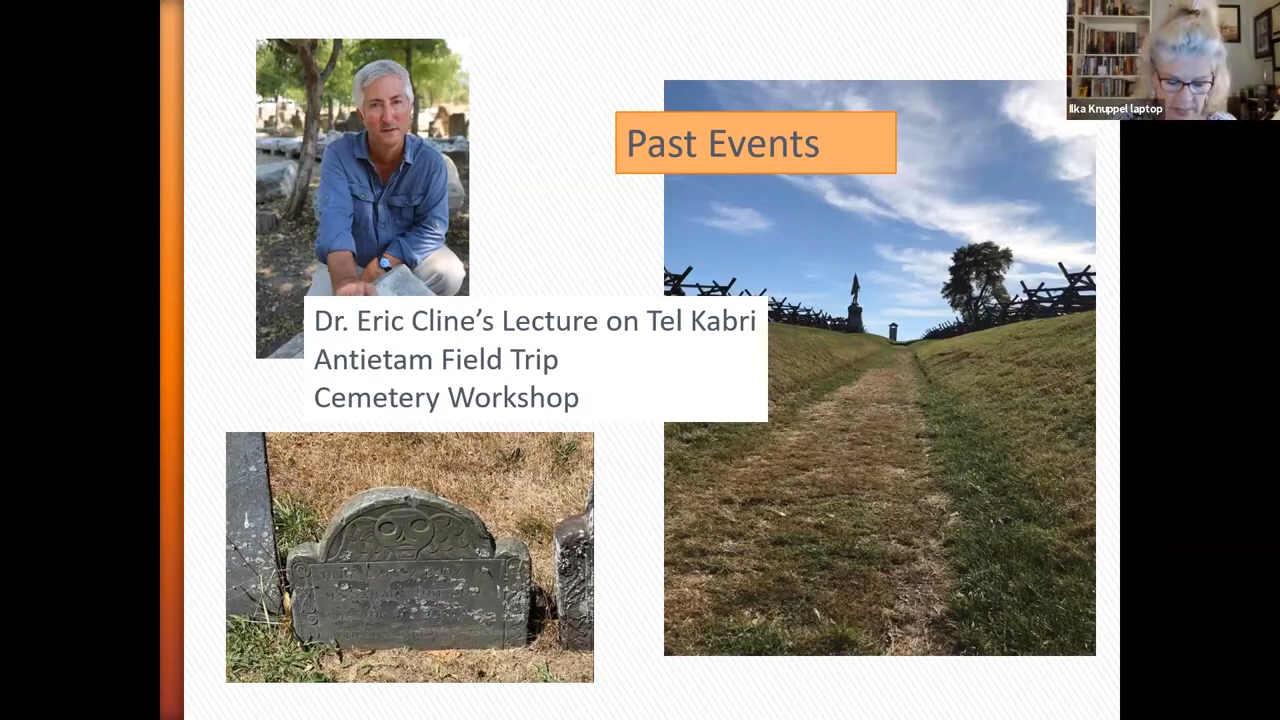 Past Events
Ilka Knuppel laptop
Dr. Eric Cline’s Lecture on Tel Kabri
Antietam Field Trip
Cemetery Workshop